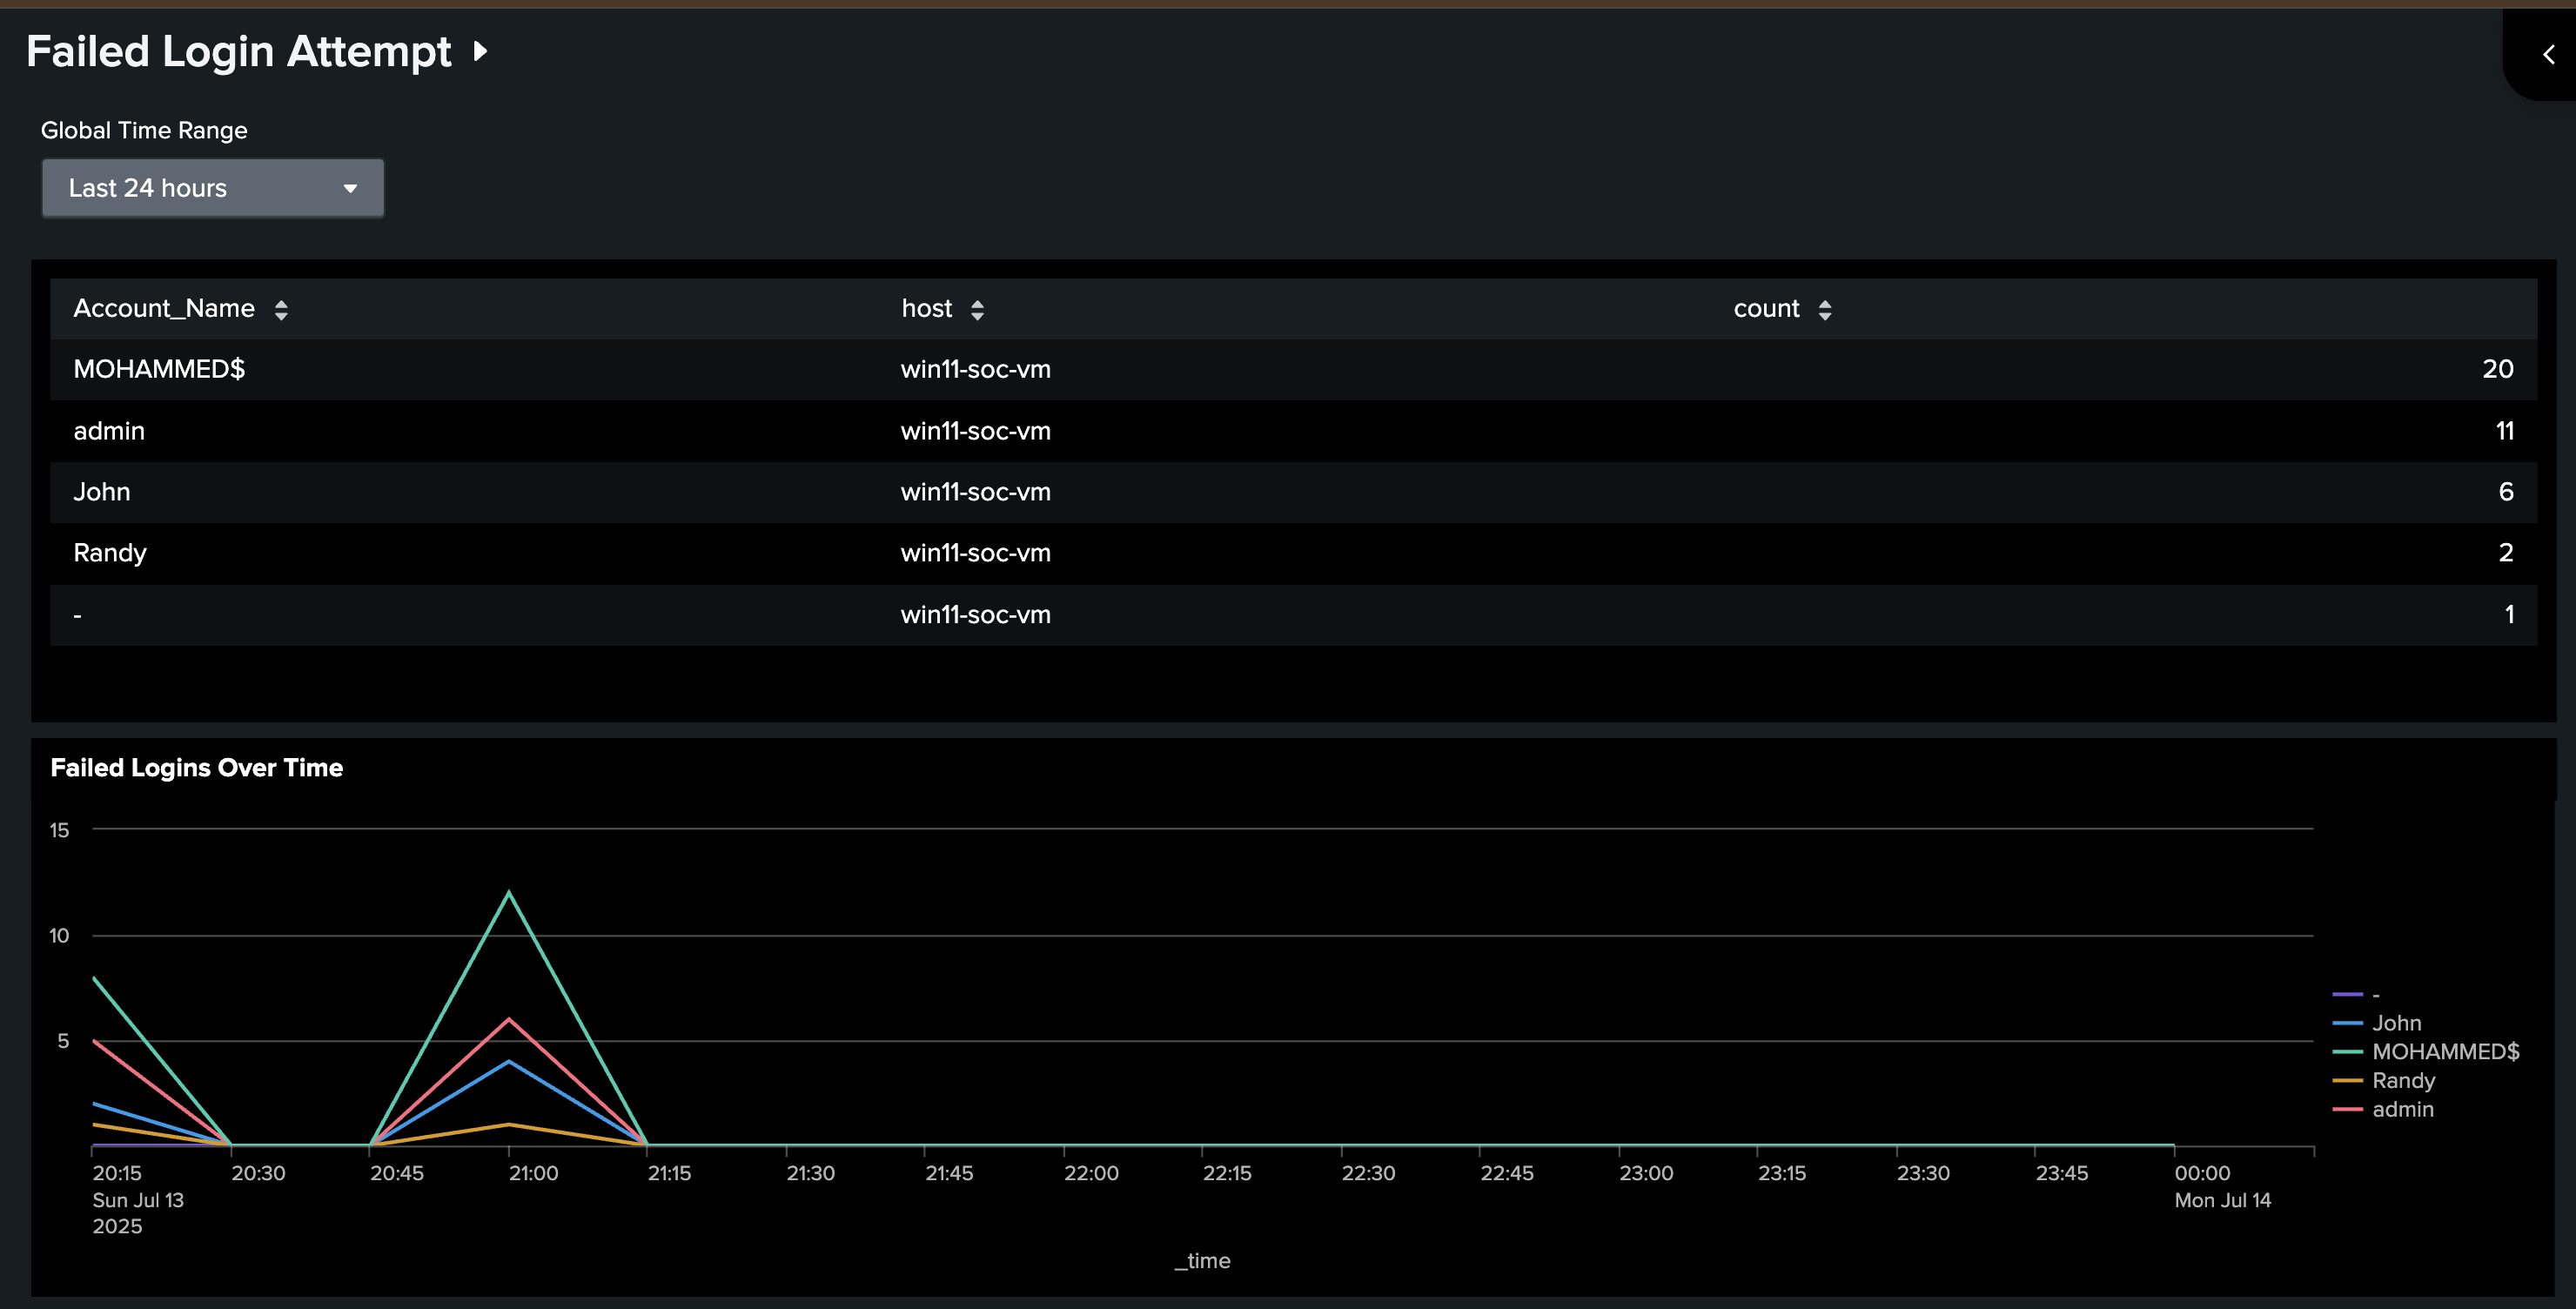 Failed Login Attempt
Global Time Range
Last 24 hours
Account_Name host count
MOHAMMED$ win11-soc-vm 20
admin win11-soc-vm 11
John win11-soc-vm 6
Randy win11-soc-vm 2
- win11-soc-vm 1
Failed Logins Over Time
15
10
5
-
John
MOHAMMED$
Randy
admin
20:15 20:30 20:45 21:00 21:15 21:30 21:45 22:00 22:15 22:30 22:45 23:00 23:15 23:30 23:45 00:00
Sun Jul 13 Mon Jul 14
2025
_time